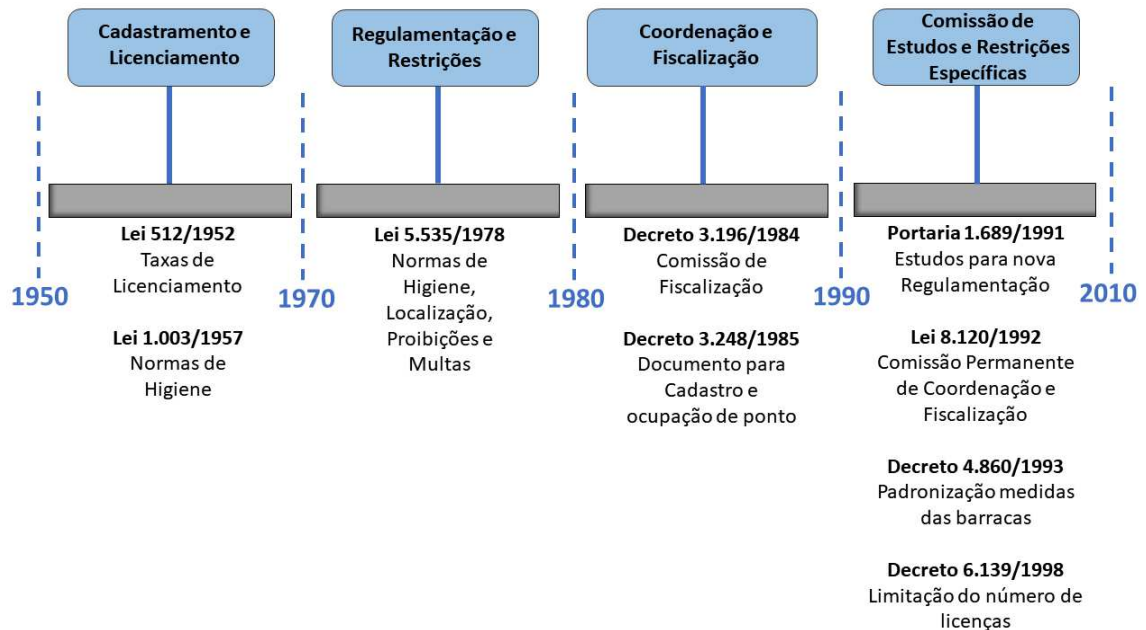 Cadastramento e
Licenciamento
Regulamentação e
Restrições
Coordenação e
Fiscalização
Comissão de
Estudos e Restrições
Específicas
1950
1970
1980
1990
2010
Lei 512/1952
Taxas de
Licenciamento
Lei 1.003/1957
Normas de
Higiene
Lei 5.535/1978
Normas de
Higiene,
Localização,
Proibições e
Multas
Decreto 3.196/1984
Comissão de
Fiscalização
Decreto 3.248/1985
Documento para
Cadastro e
ocupação de ponto
Portaria 1.689/1991
Estudos para nova
Regulamentação
Lei 8.120/1992
Comissão Permanente
de Coordenação e
Fiscalização
Decreto 4.860/1993
Padronização medidas
das barracas
Decreto 6.139/1998
Limitação do número de
licenças